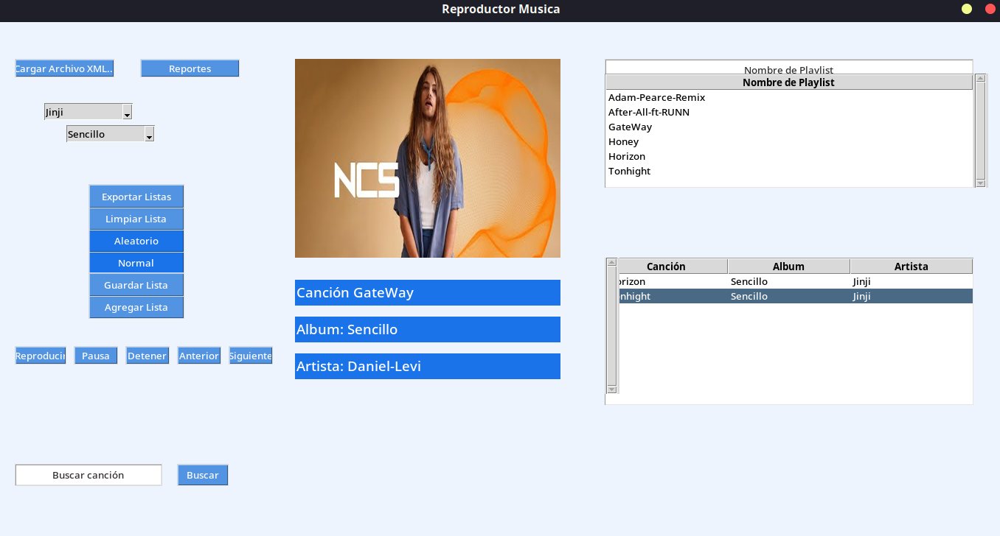 Reproductor Musica
Cargar Archivo XML..
Reportes
Jinji
Sencillo
Exportar Listas
Limpiar Lista
Aleatorio
Normal
Guardar Lista
Agregar Lista
Reproducir
Pausa
Detener
Anterior
Siguiente
Buscar canción
Buscar
NCS
Canción GateWay
Album: Sencillo
Artista: Daniel-Levi
Nombre de Playlist
Nombre de Playlist
Adam-Pearce-Remix
After-All-ft-RUNN
GateWay
Honey
Horizon
Tonhight
Canción Album Artista
orizon Sencillo Jinji
nhight Sencillo Jinji